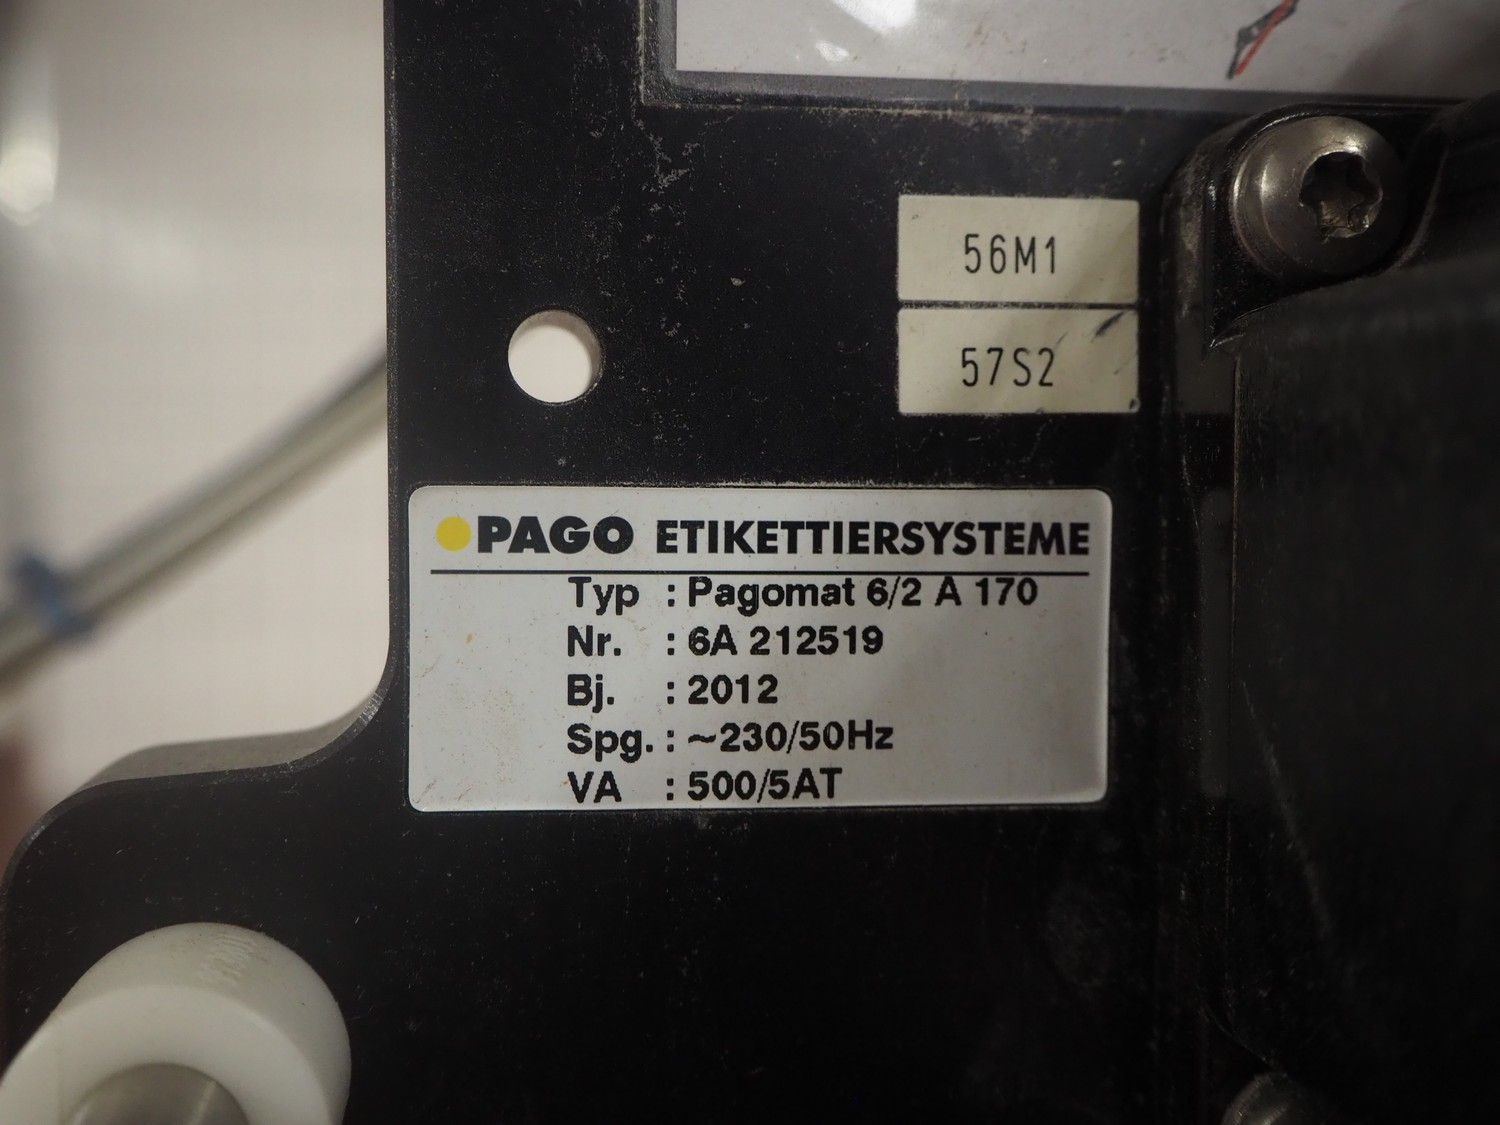 56M1
57S2
PAGO ETIKETTIERSYSTEME
Typ : Pagomat 6/2 A 170
Nr. : 6A 212519
Bj. : 2012
Spg. : ~230/50Hz
VA : 500/5AT